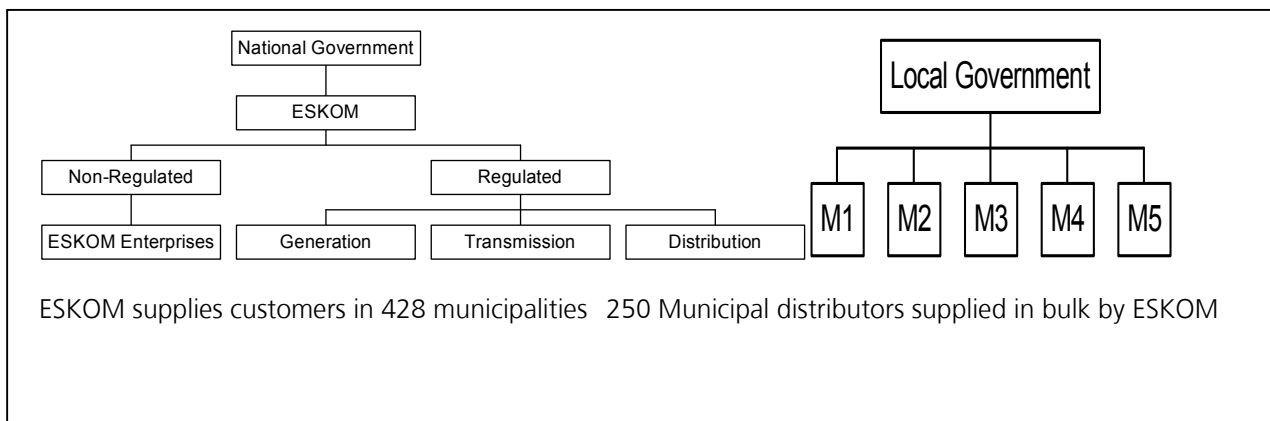 National Government
ESKOM
Non-Regulated
Regulated
ESKOM Enterprises
Generation
Transmission
Distribution
Local Government
M1
M2
M3
M4
M5
ESKOM supplies customers in 428 municipalities
250 Municipal distributors supplied in bulk by ESKOM